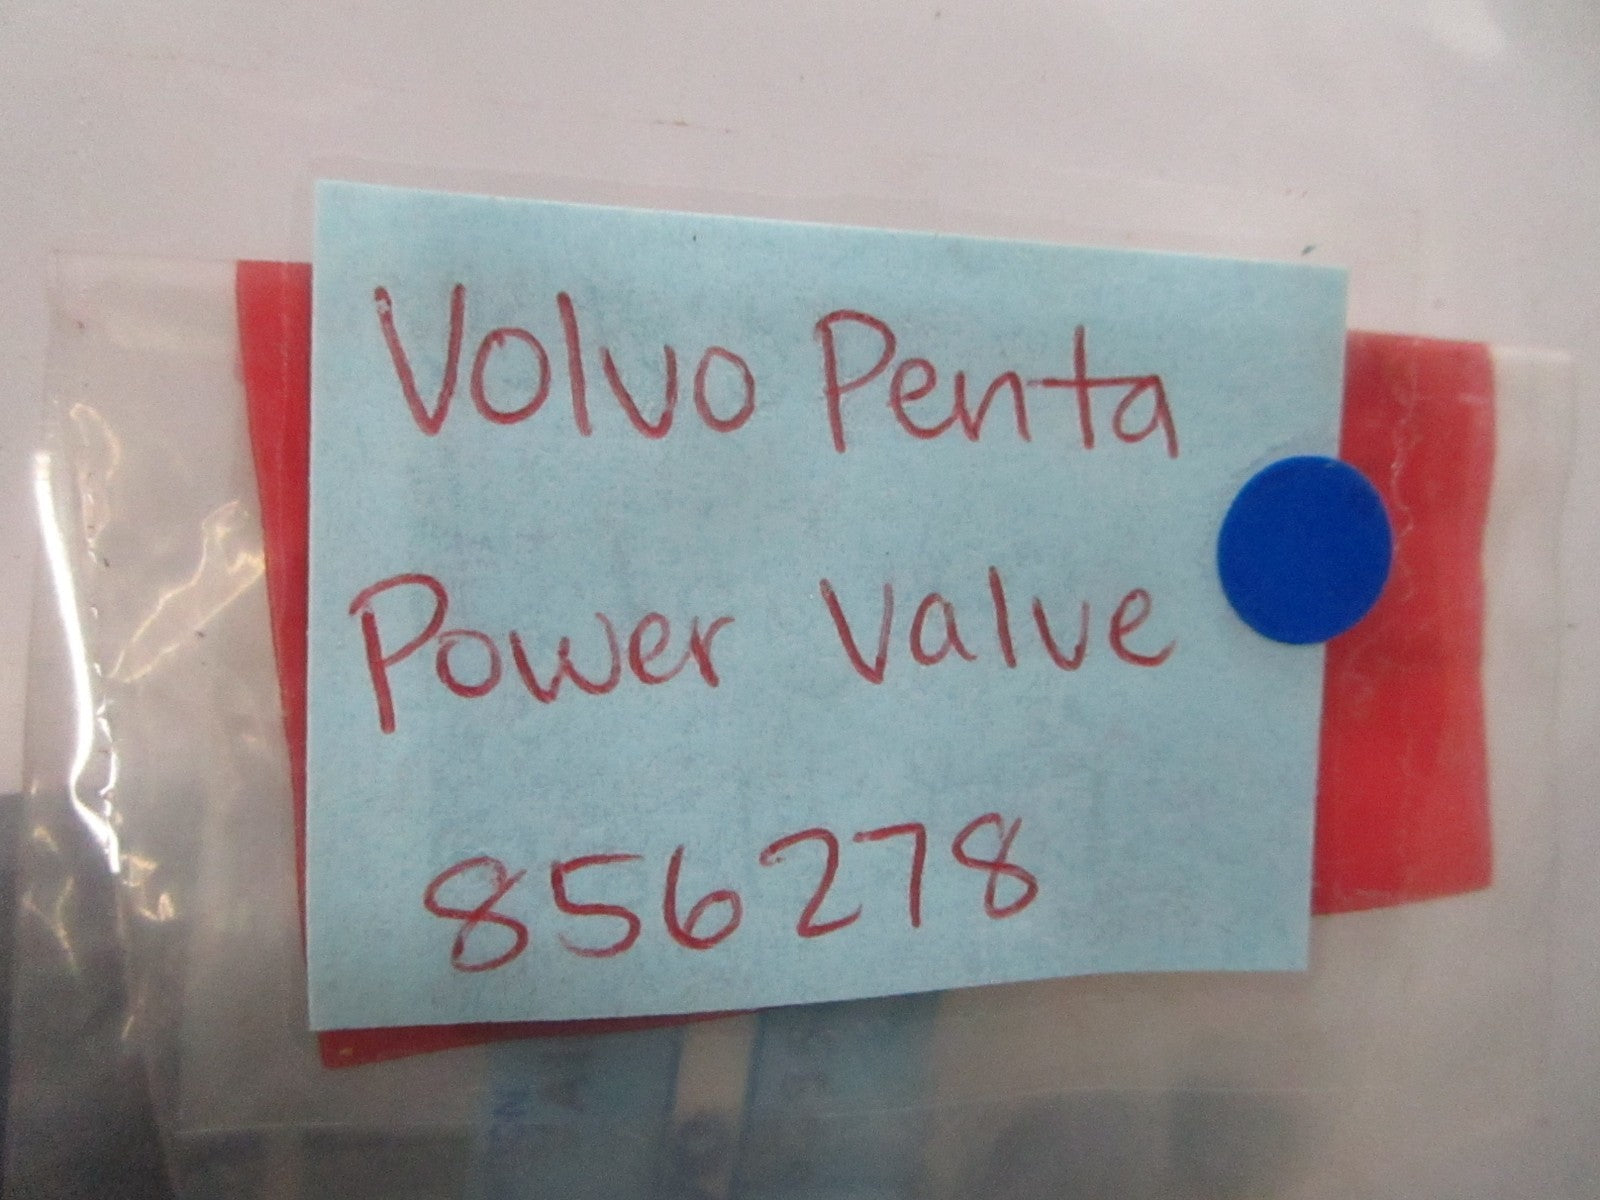 Volvo Penta
Power Valve
856278